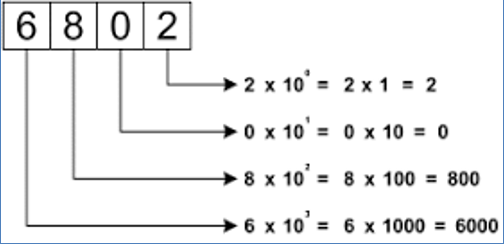 6 8 0 2
2 x 10⁰ = 2 x 1 = 2
0 x 10¹ = 0 x 10 = 0
8 x 10² = 8 x 100 = 800
6 x 10³ = 6 x 1000 = 6000